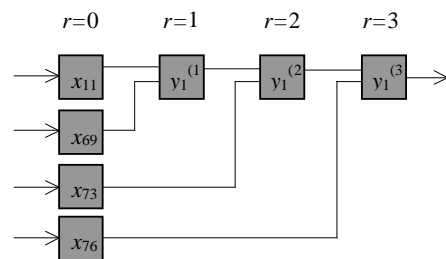 r=0 r=1 r=2 r=3
x₁₁ y₁⁽¹ y₁⁽² y₁⁽³
x₆₉
x₇₃
x₇₆